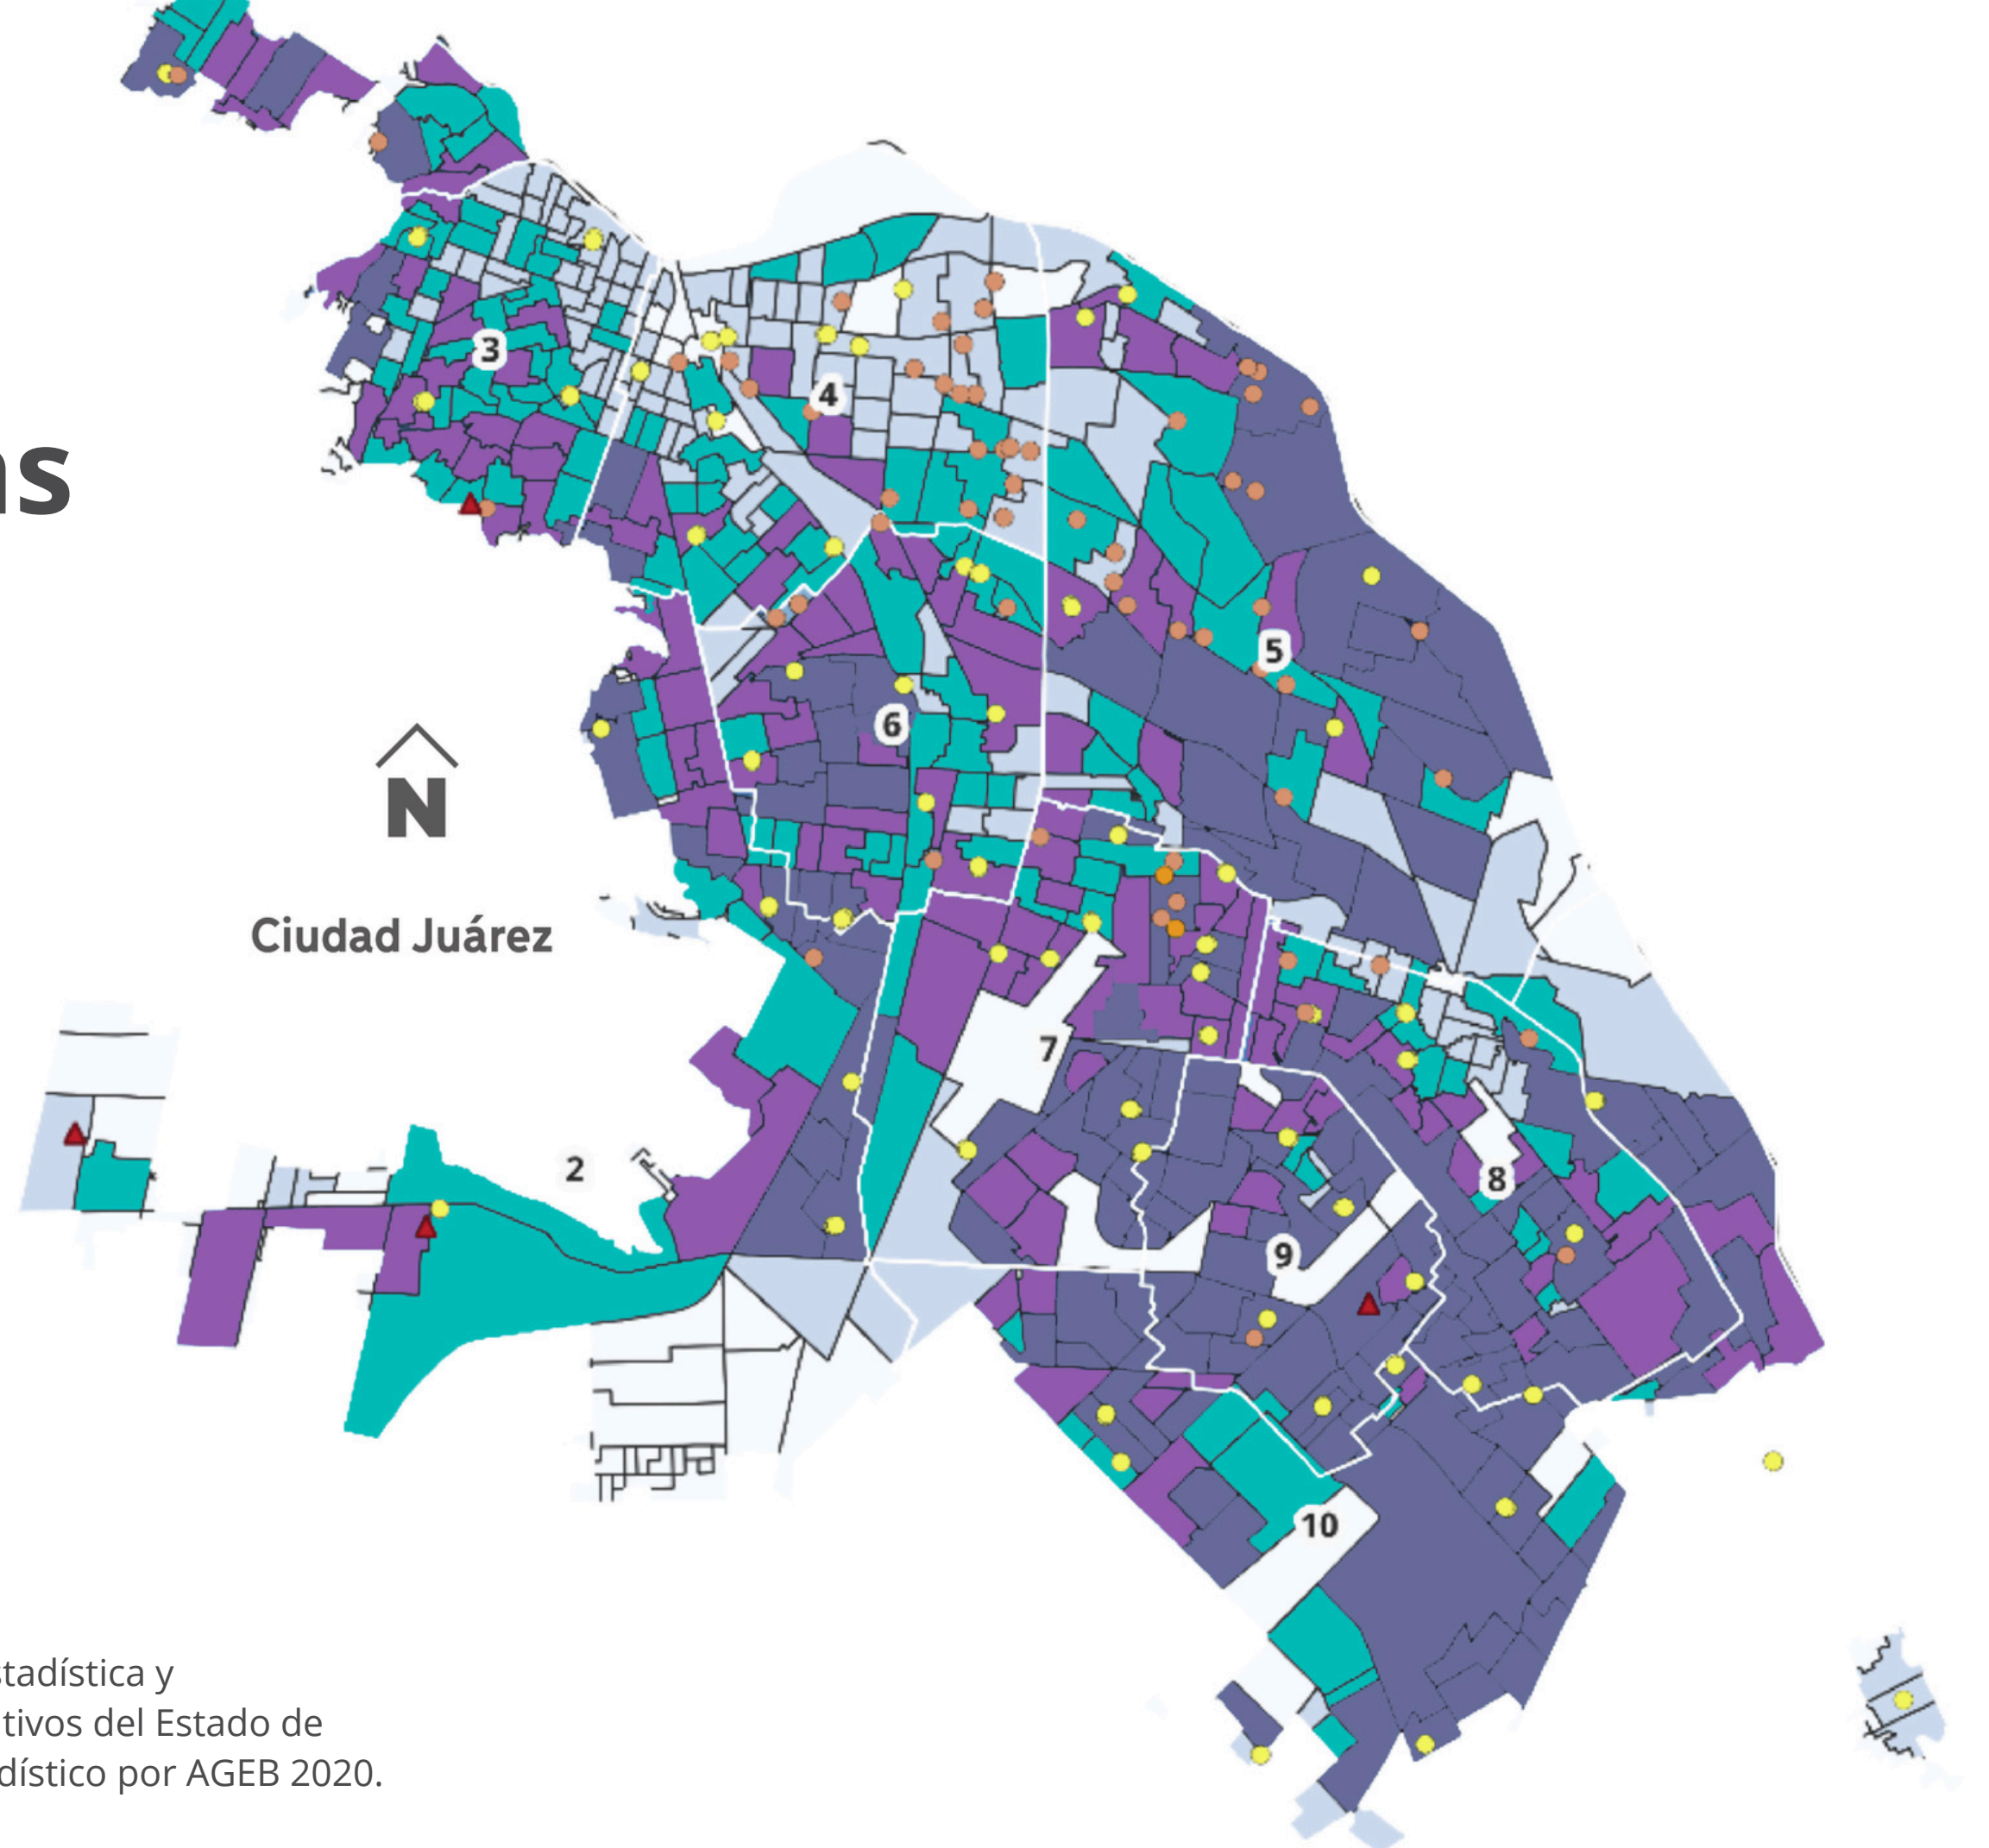 as
3
4
5
6
N
Ciudad Juárez
7
2
8
9
10
stadística y
tivos del Estado de
dístico por AGEB 2020.